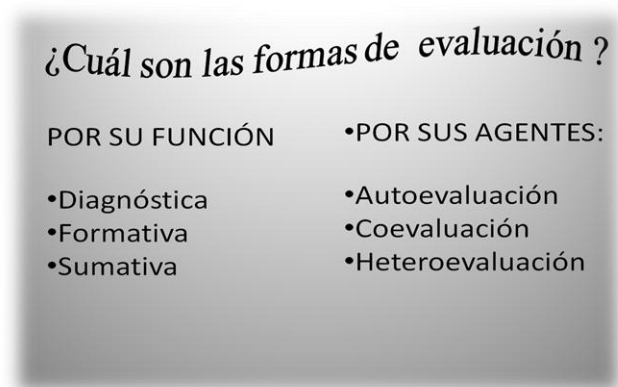 ¿Cuál son las formas de evaluación ?
POR SU FUNCIÓN
•Diagnóstica
•Formativa
•Sumativa
•POR SUS AGENTES:
•Autoevaluación
•Coevaluación
•Heteroevaluación